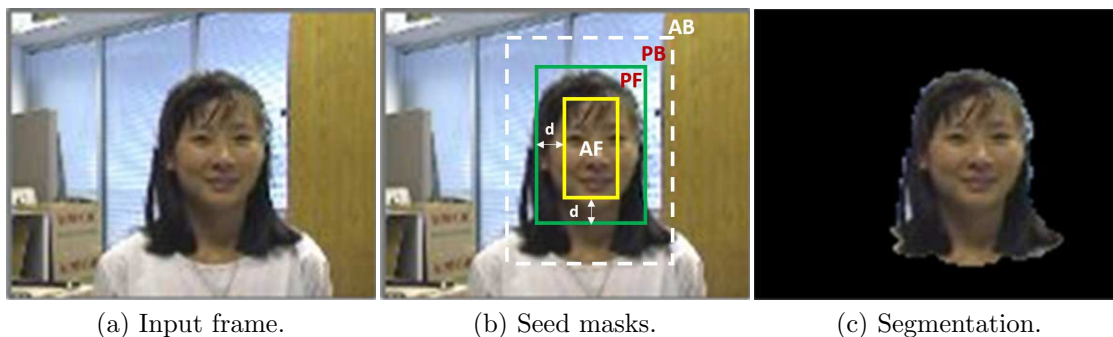 AB
PB
PF
d
AF
d
(a) Input frame.
(b) Seed masks.
(c) Segmentation.